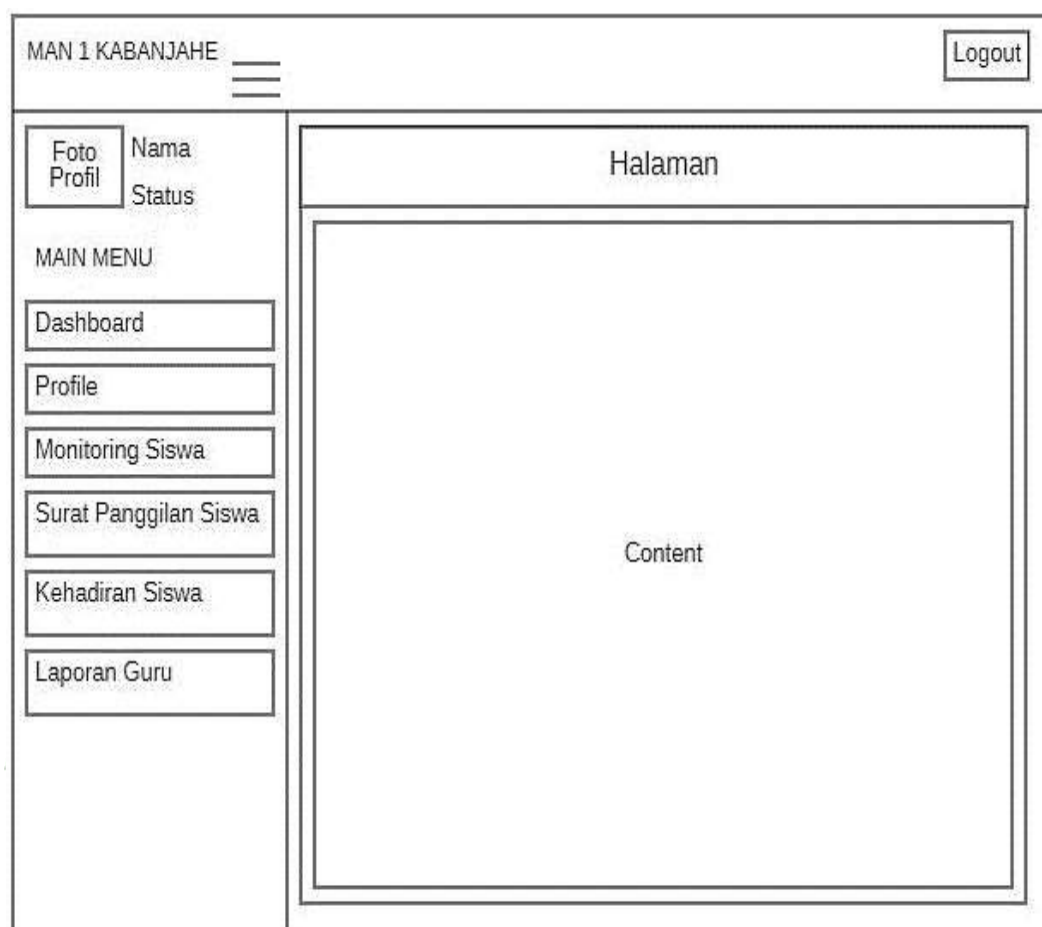 MAN 1 KABANJAHE
Logout
Foto
Profil
Nama
Status
MAIN MENU
Dashboard
Profile
Monitoring Siswa
Surat Panggilan Siswa
Kehadiran Siswa
Laporan Guru
Halaman
Content